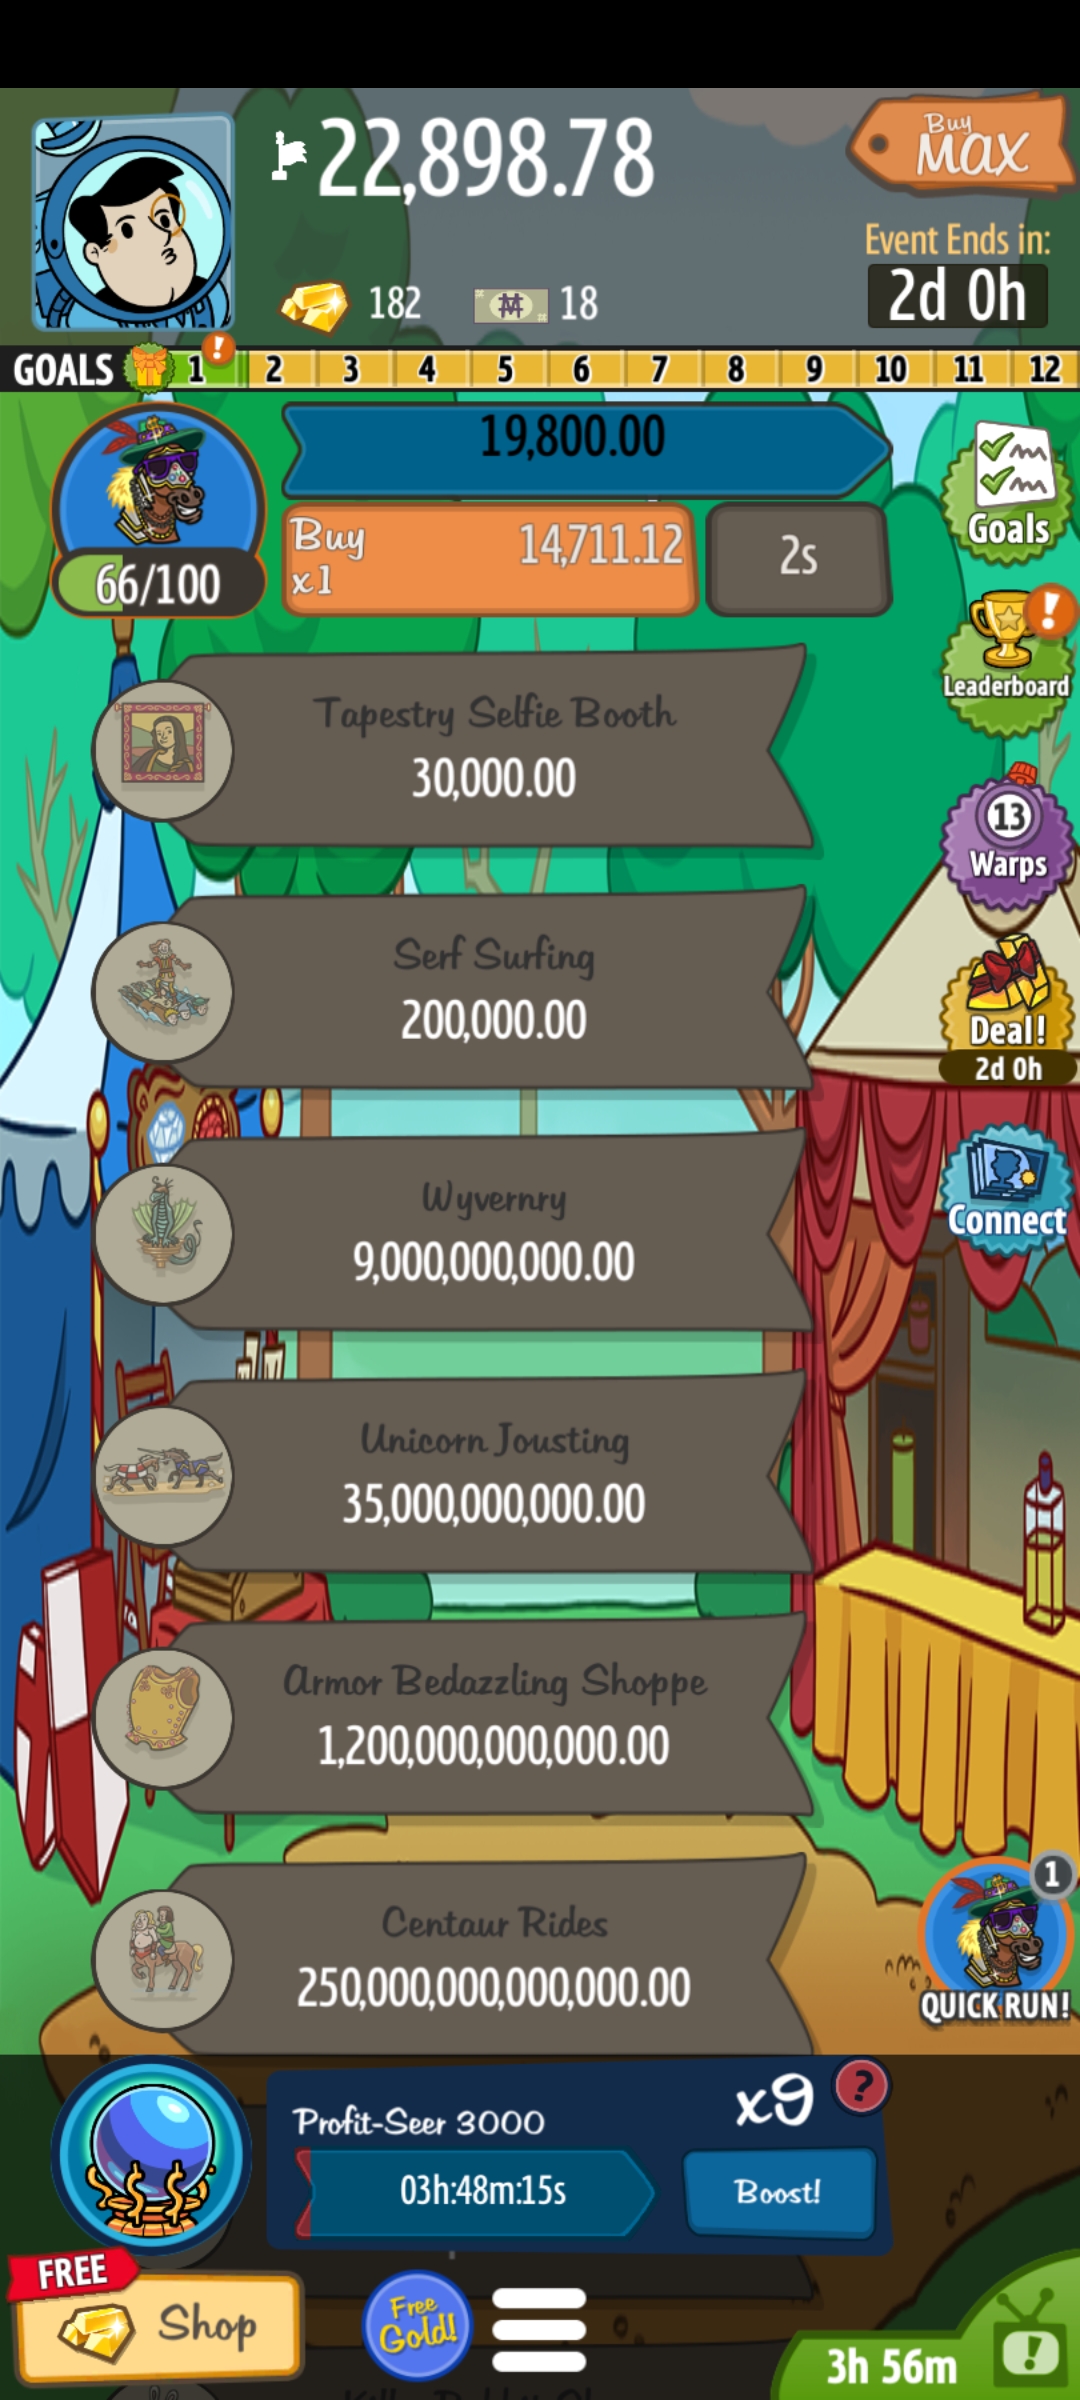 22,898.78
Buy
MAX
Event Ends in:
2d 0h
182
18
GOALS 1 2 3 4 5 6 7 8 9 10 11 12
19,800.00
Buy
x1
14,711.12
2s
66/100
Goals
Leaderboard
Tapestry Selfie Booth
30,000.00
13
Warps
Serf Surfing
200,000.00
Deal!
2d 0h
Wyvernry
9,000,000,000.00
Connect
Unicorn Jousting
35,000,000,000.00
Armor Bedazzling Shoppe
1,200,000,000,000.00
Centaur Rides
250,000,000,000,000.00
1
QUICK RUN!
Profit-Seer 3000
x9
?
03h:48m:15s
Boost!
FREE
Shop
Free
Gold!
3h 56m